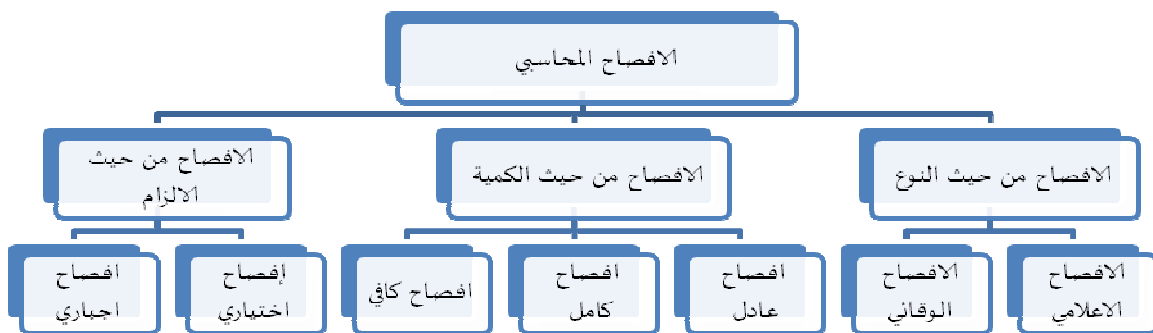 الافصاح المحاسبي
الافصاح من حيث النوع
الافصاح من حيث الكمية
الافصاح من حيث
الالزام
الافصاح
الاعلامي
الافصاح
الوقائي
افصاح
عادل
افصاح
كامل
افصاح كافي
إفصاح
اختياري
افصاح
اجباري